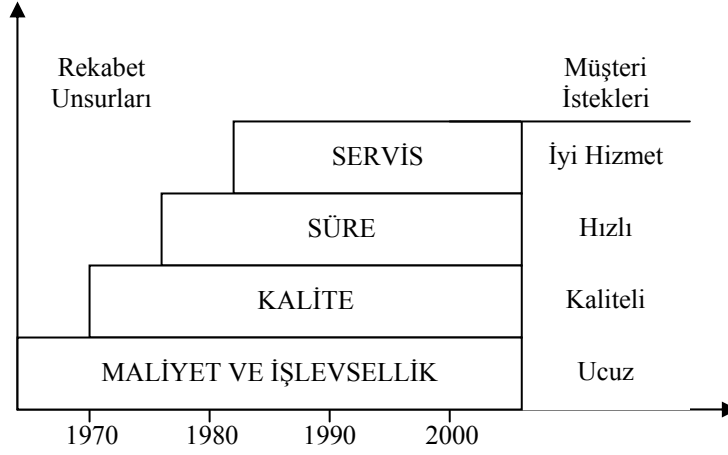 Rekabet
Unsurları
Müşteri
İstekleri
SERVİS
İyi Hizmet
SÜRE
Hızlı
KALİTE
Kaliteli
MALİYET VE İŞLEVSELLİK
Ucuz
1970
1980
1990
2000